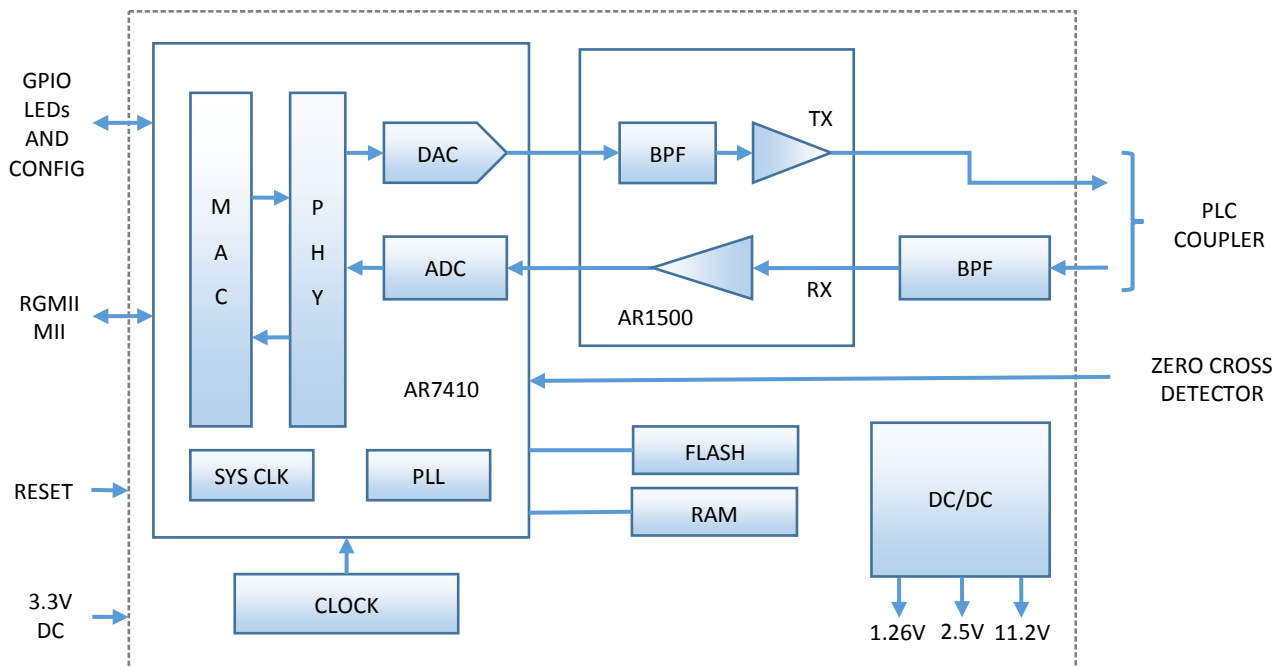 GPIO
LEDs
AND
CONFIG
RGMII
MII
RESET
3.3V
DC
M
A
C
P
H
Y
DAC
ADC
AR7410
SYS CLK
PLL
CLOCK
BPF
TX
RX
AR1500
BPF
PLC
COUPLER
ZERO CROSS
DETECTOR
FLASH
RAM
DC/DC
1.26V
2.5V
11.2V